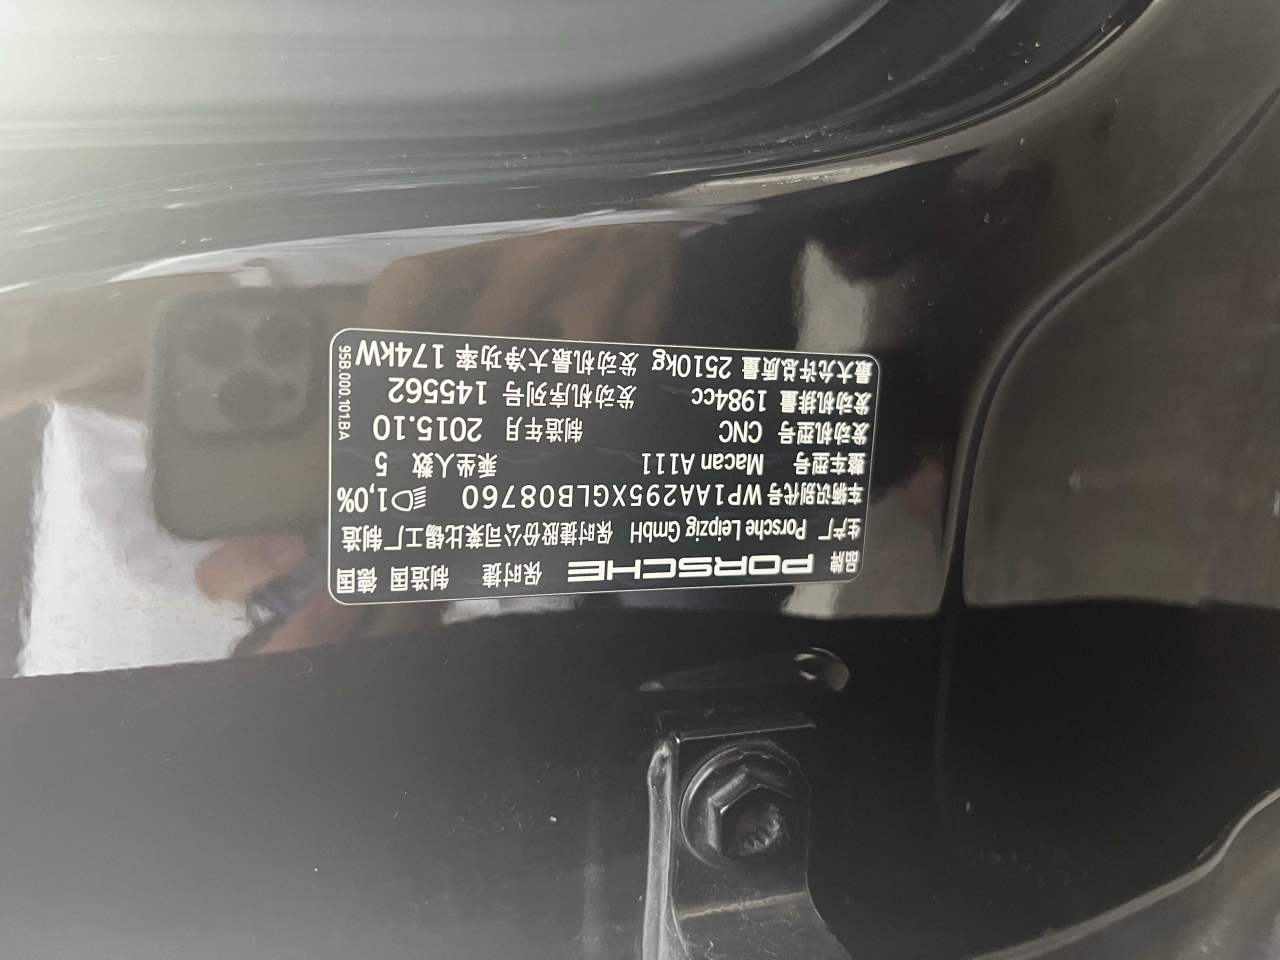 品牌 PORSCHE 保时捷 制造国 德国
生产厂 Porsche Leipzig GmbH 保时捷股份公司莱比锡工厂制造
车辆识别代号 WP1AA295XGLB08760 1,0%
整车型号 Macan A111 乘坐人数 5
发动机型号 CNC 制造年月 2015.10
发动机排量 1984cc 发动机序列号 145562
最大允许总质量 2510kg 发动机最大净功率 174kW
95B.000.101.BA